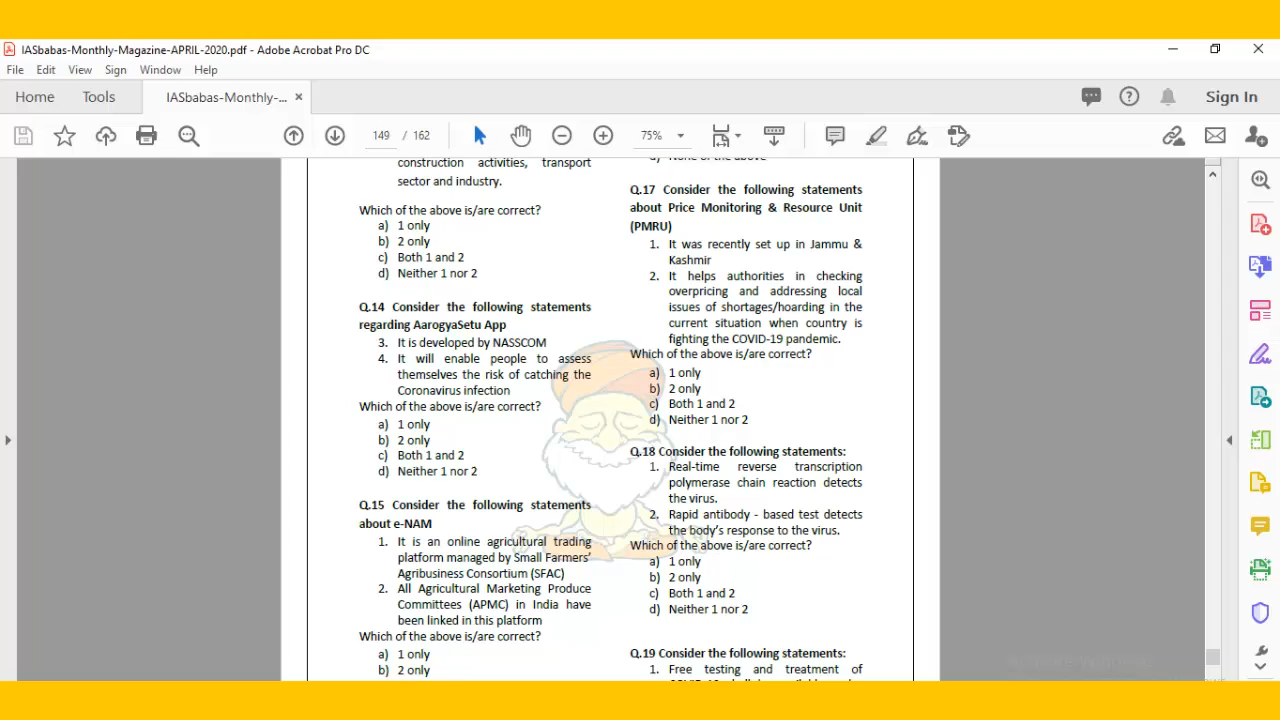 IASbabas-Monthly-Magazine-APRIL-2020.pdf - Adobe Acrobat Pro DC
File Edit View Sign Window Help
Home Tools IASbabas-Monthly-... × Sign In
149 / 162 75%
construction activities, transport
sector and industry.
Which of the above is/are correct?
a) 1 only
b) 2 only
c) Both 1 and 2
d) Neither 1 nor 2
Q.14 Consider the following statements
regarding AarogyaSetu App
3. It is developed by NASSCOM
4. It will enable people to assess
themselves the risk of catching the
Coronavirus infection
Which of the above is/are correct?
a) 1 only
b) 2 only
c) Both 1 and 2
d) Neither 1 nor 2
Q.15 Consider the following statements
about e-NAM
1. It is an online agricultural trading
platform managed by Small Farmers'
Agribusiness Consortium (SFAC)
2. All Agricultural Marketing Produce
Committees (APMC) in India have
been linked in this platform
Which of the above is/are correct?
a) 1 only
b) 2 only
d) None of the above
Q.17 Consider the following statements
about Price Monitoring & Resource Unit
(PMRU)
1. It was recently set up in Jammu &
Kashmir
2. It helps authorities in checking
overpricing and addressing local
issues of shortages/hoarding in the
current situation when country is
fighting the COVID-19 pandemic.
Which of the above is/are correct?
a) 1 only
b) 2 only
c) Both 1 and 2
d) Neither 1 nor 2
Q.18 Consider the following statements:
1. Real-time reverse transcription
polymerase chain reaction detects
the virus.
2. Rapid antibody - based test detects
the body's response to the virus.
Which of the above is/are correct?
a) 1 only
b) 2 only
c) Both 1 and 2
d) Neither 1 nor 2
Q.19 Consider the following statements:
1. Free testing and treatment of